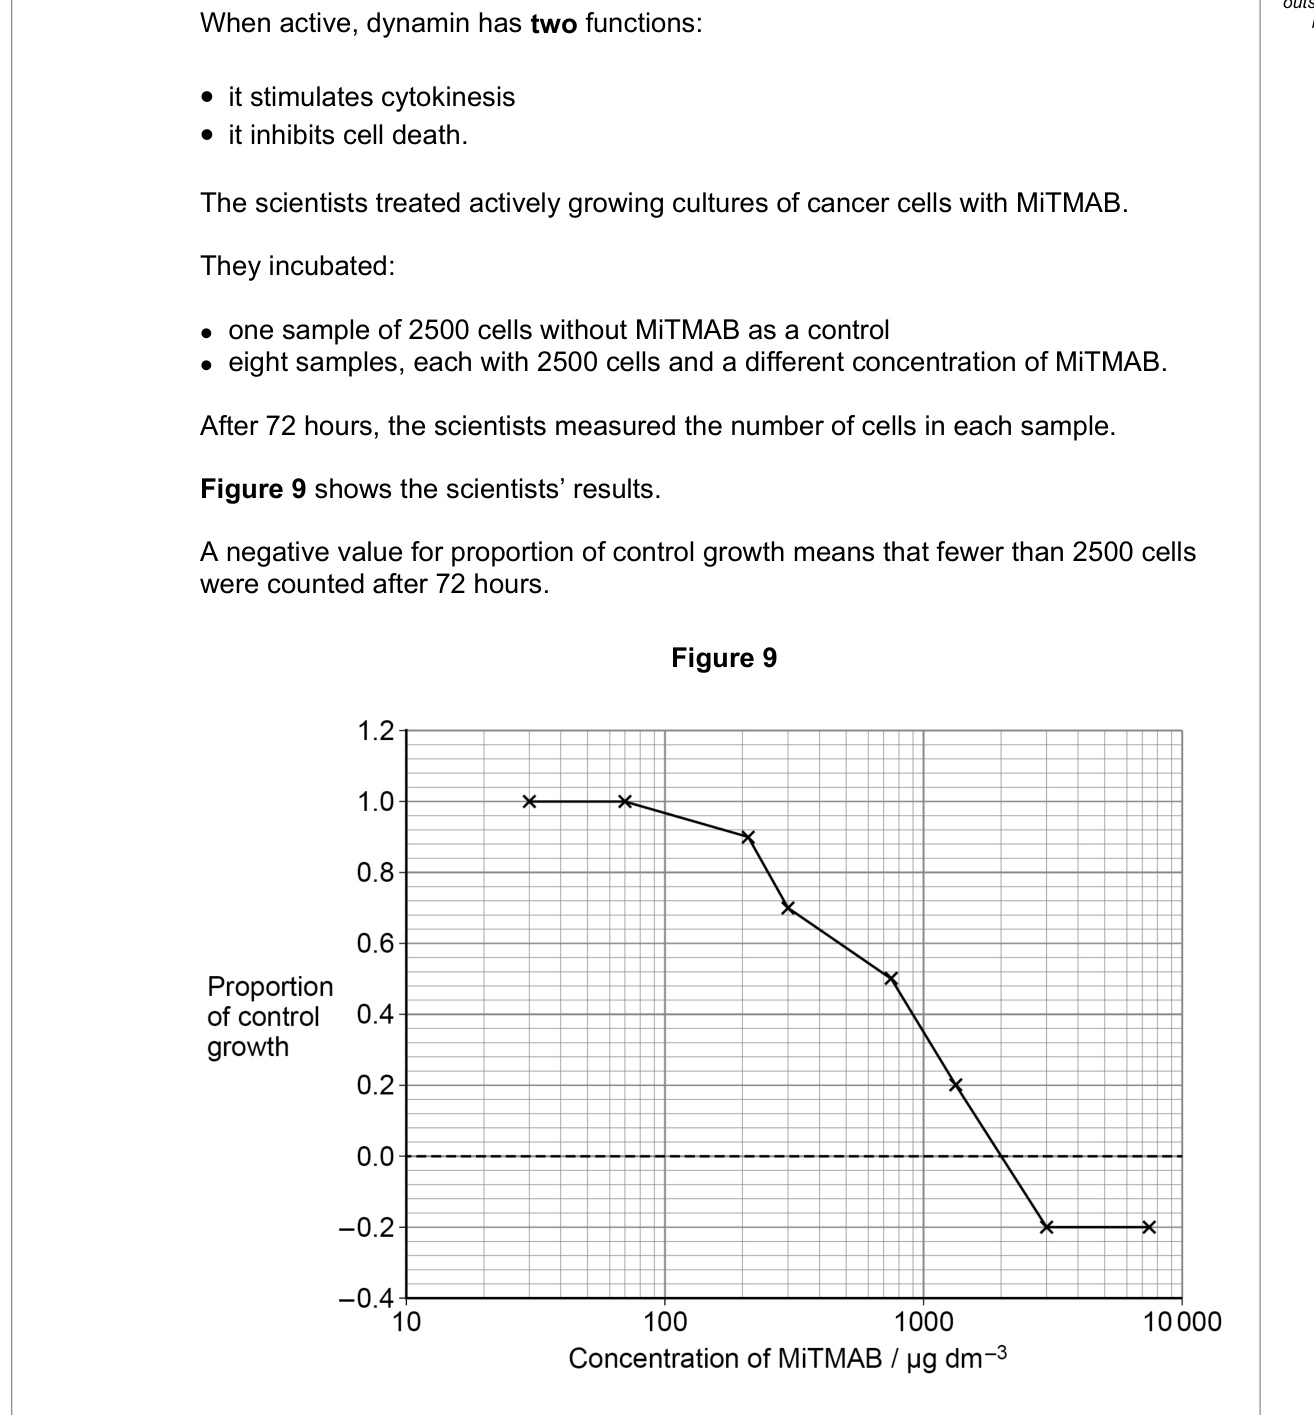 outs
When active, dynamin has two functions:
• it stimulates cytokinesis
• it inhibits cell death.
The scientists treated actively growing cultures of cancer cells with MiTMAB.
They incubated:
• one sample of 2500 cells without MiTMAB as a control
• eight samples, each with 2500 cells and a different concentration of MiTMAB.
After 72 hours, the scientists measured the number of cells in each sample.
Figure 9 shows the scientists’ results.
A negative value for proportion of control growth means that fewer than 2500 cells
were counted after 72 hours.
Figure 9
1.2
1.0
0.8
0.6
Proportion
of control
growth
0.4
0.2
0.0
–0.2
–0.4
10
100
1000
10 000
Concentration of MiTMAB / µg dm⁻³